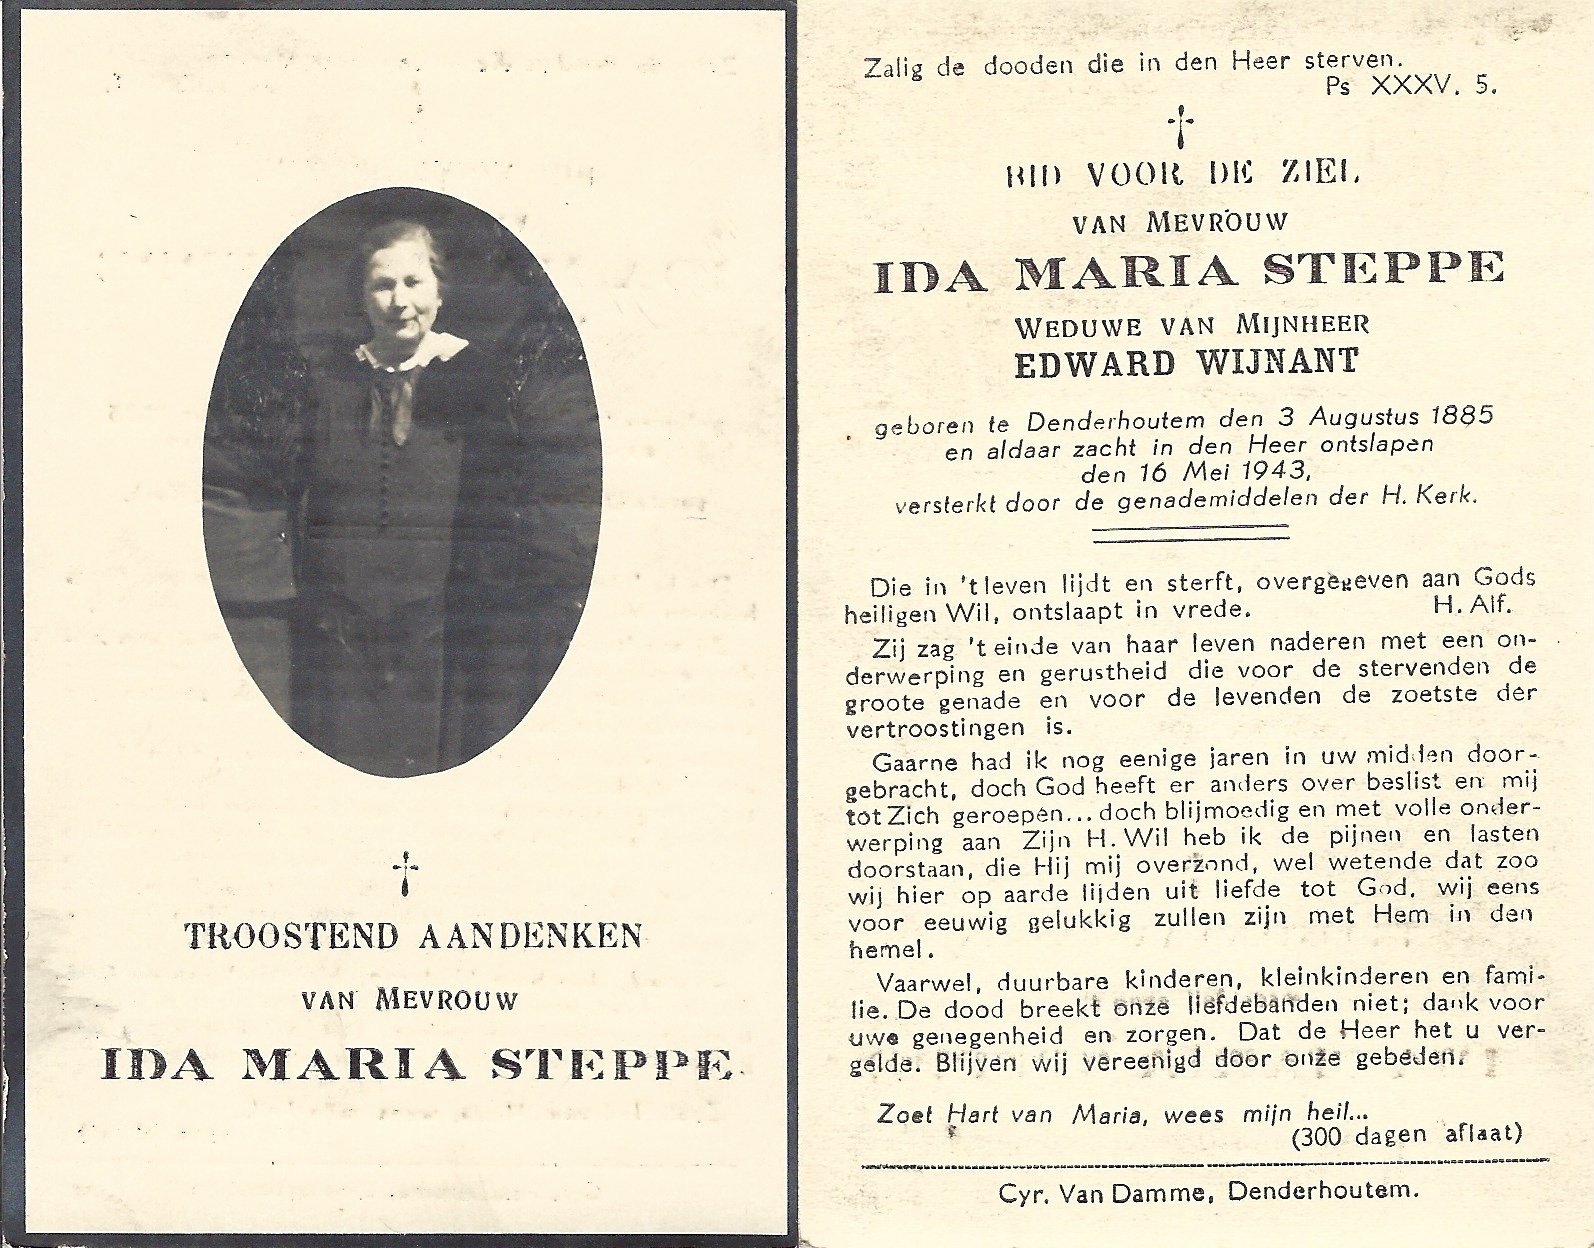 TROOSTEND AANDENKEN
VAN MEVROUW
IDA MARIA STEPPE
Zalig de dooden die in den Heer sterven.
Ps XXXV. 5.
BID VOOR DE ZIEL
VAN MEVROUW
IDA MARIA STEPPE
WEDUWE VAN MIJNHEER
EDWARD WIJNANT
geboren te Denderhoutem den 3 Augustus 1885
en aldaar zacht in den Heer ontslapen
den 16 Mei 1943,
versterkt door de genademiddelen der H. Kerk.
Die in 't leven lijdt en sterft, overgegeven aan Gods
heiligen Wil, ontslaapt in vrede. H. Alf.
Zij zag 't einde van haar leven naderen met een on-
derwerping en gerustheid die voor de stervenden de
groote genade en voor de levenden de zoetste der
vertroostingen is.
Gaarne had ik nog eenige jaren in uw midden door-
gebracht, doch God heeft er anders over beslist en mij
tot Zich geroepen... doch blijmoedig en met volle onder-
werping aan Zijn H. Wil heb ik de pijnen en lasten
doorstaan, die Hij mij overzond, wel wetende dat zoo
wij hier op aarde lijden uit liefde tot God, wij eens
voor eeuwig gelukkig zullen zijn met Hem in den
hemel.
Vaarwel, duurbare kinderen, kleinkinderen en fami-
lie. De dood breekt onze liefdebanden niet; dank voor
uwe genegenheid en zorgen. Dat de Heer het u ver-
gelde. Blijven wij vereenigd door onze gebeden.
Zoet Hart van Maria, wees mijn heil...
(300 dagen aflaat)
Cyr. Van Damme, Denderhoutem.